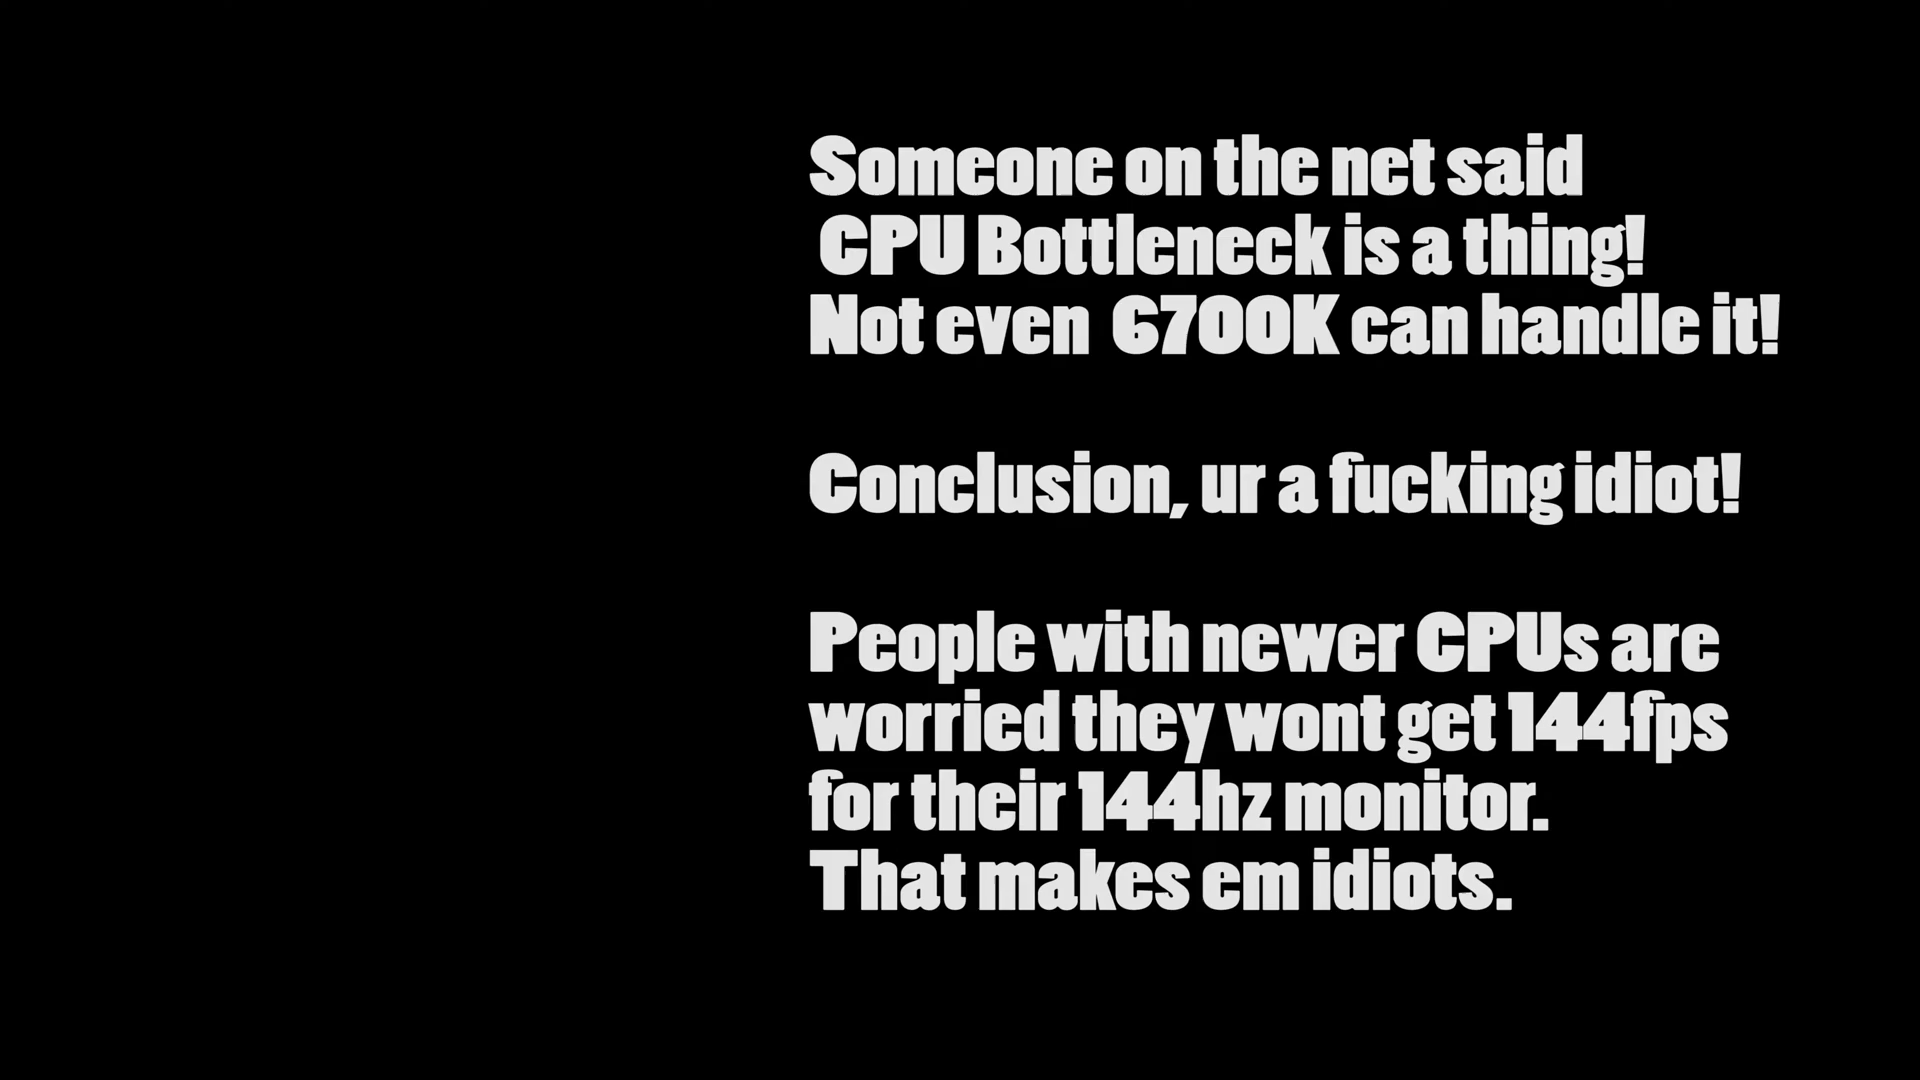 Someone on the net said
CPU Bottleneck is a thing!
Not even 6700K can handle it!
Conclusion, ur a fucking idiot!
People with newer CPUs are
worried they wont get 144fps
for their 144hz monitor.
That makes em idiots.